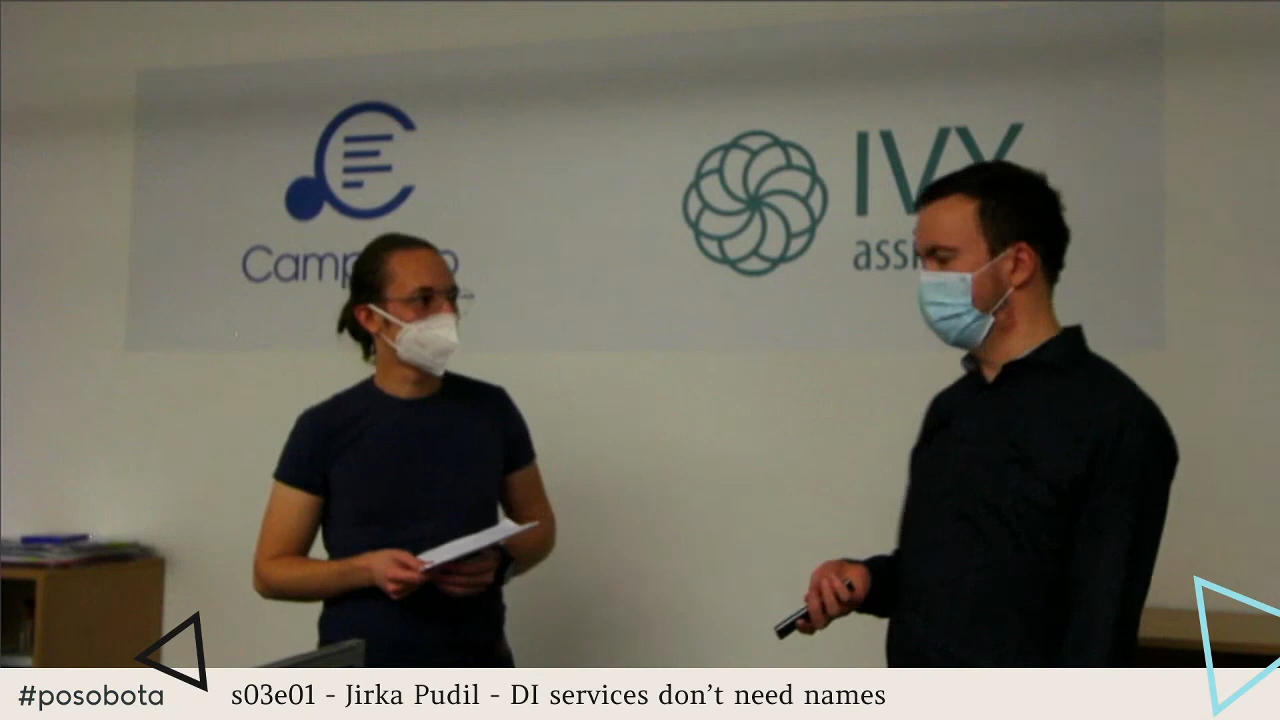 IVY
#posobota
s03e01 - Jirka Pudil - DI services don't need names